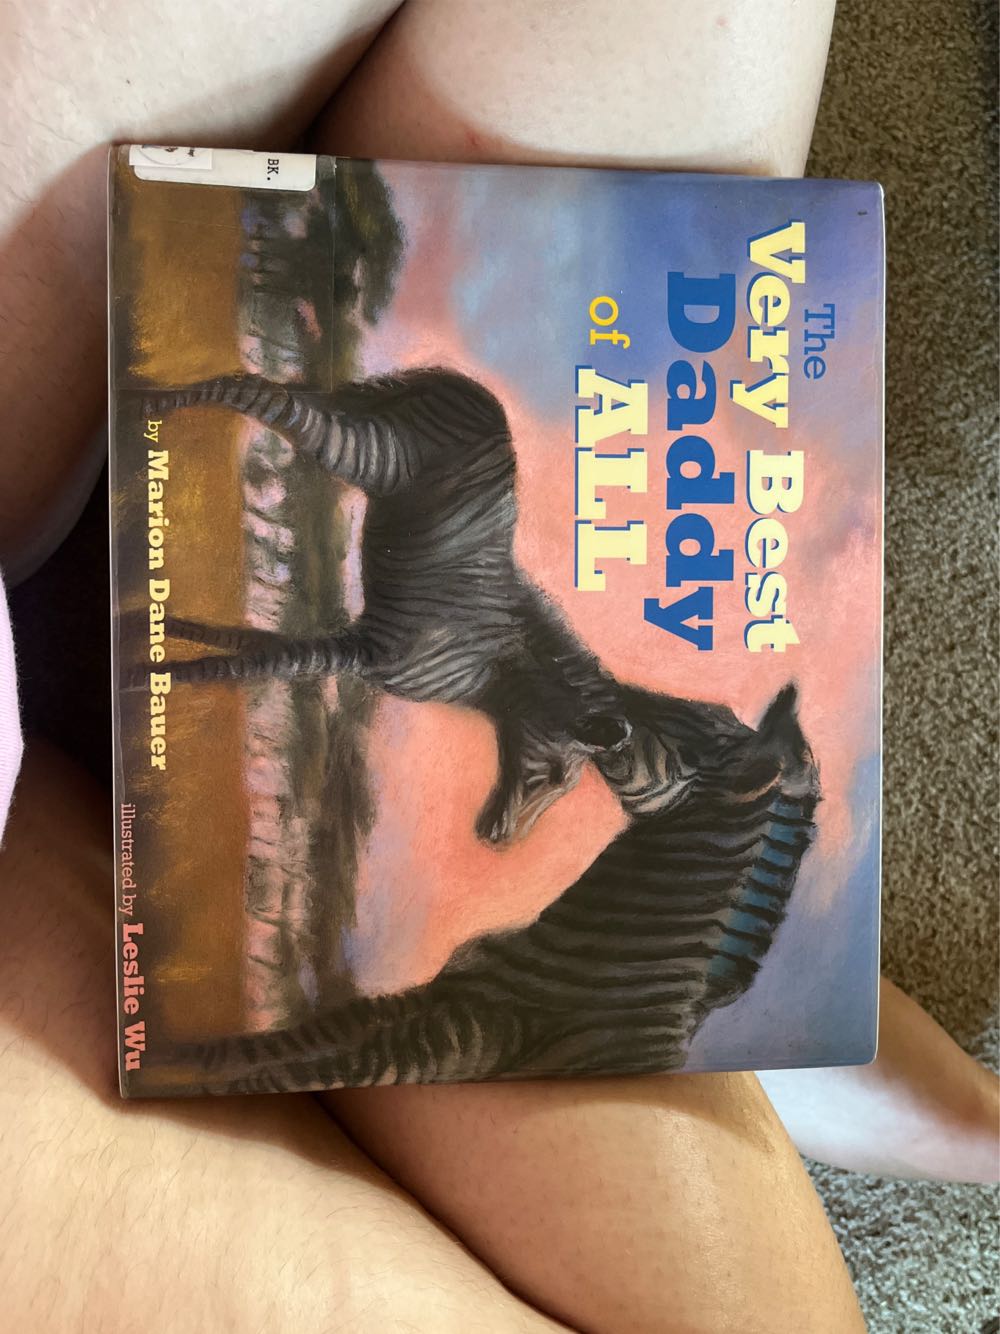 The
Very Best
Daddy
of ALL
by Marion Dane Bauer
illustrated by Leslie Wu
BK.